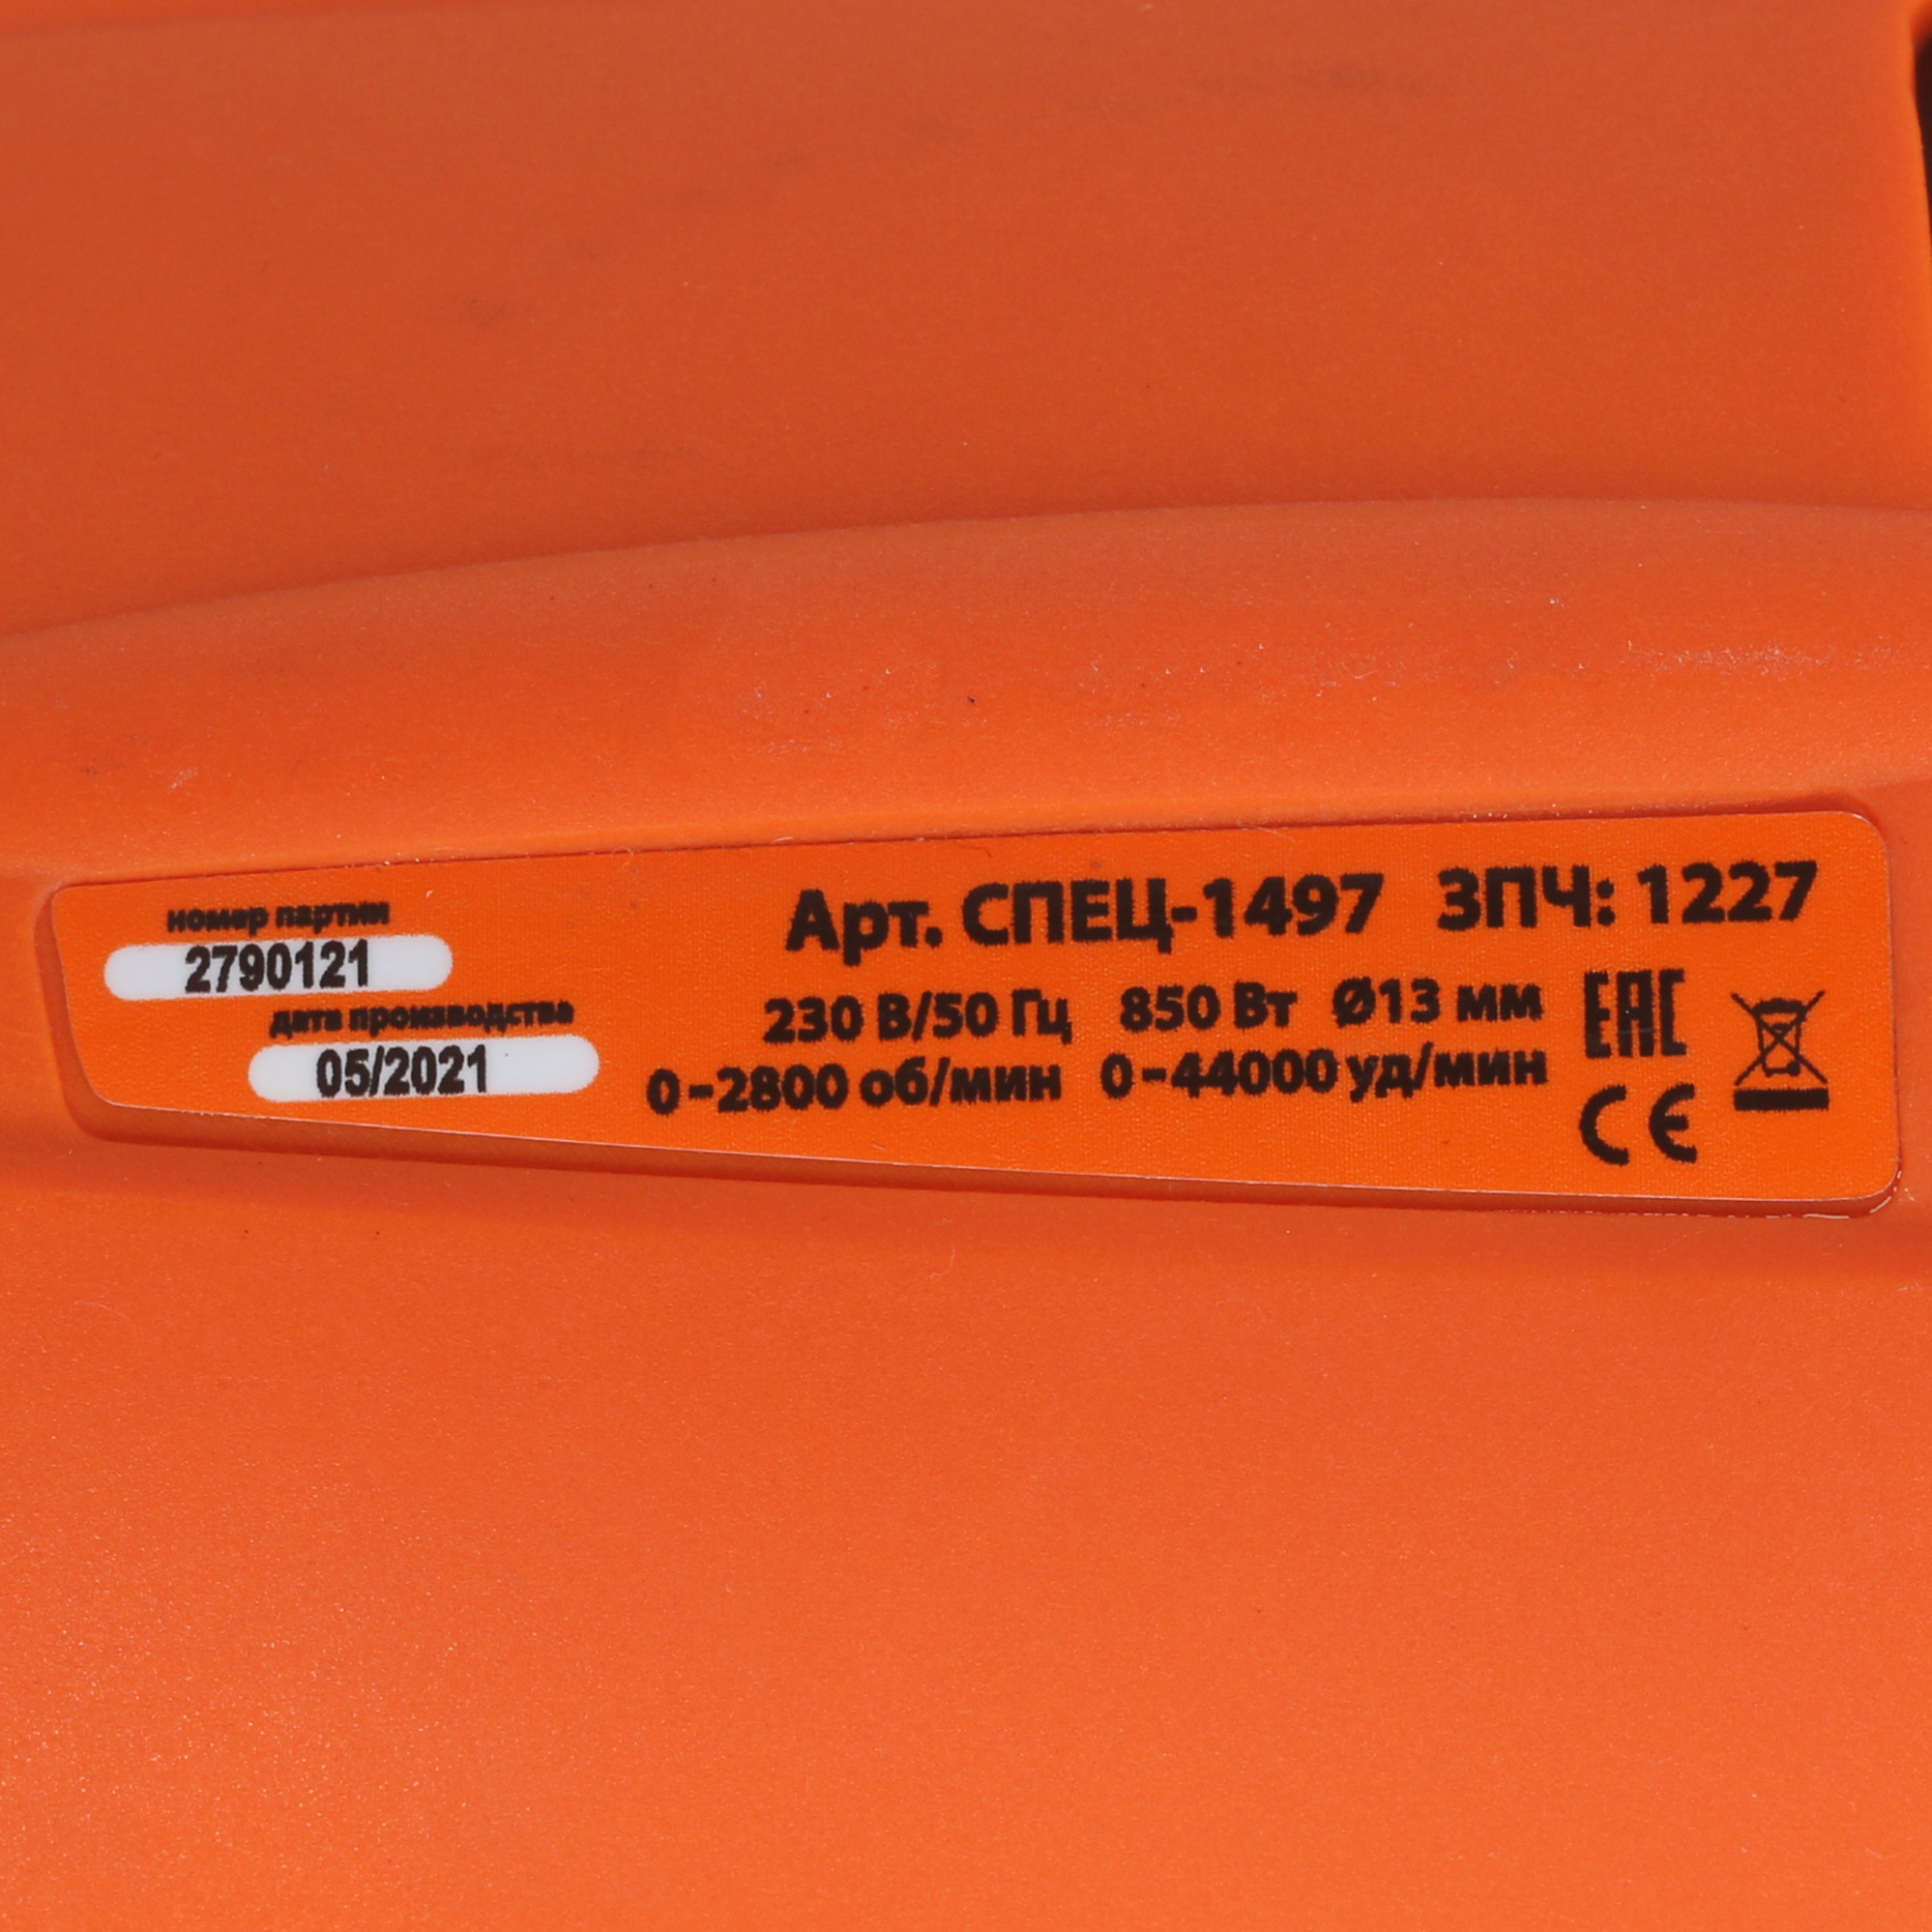 номер партии
2790121
дата производства
05/2021
Арт. СПЕЦ-1497 ЗПЧ: 1227
230 В/50 Гц 850 Вт Ø13 мм
0-2800 об/мин 0-44000 уд/мин
EAC
CE